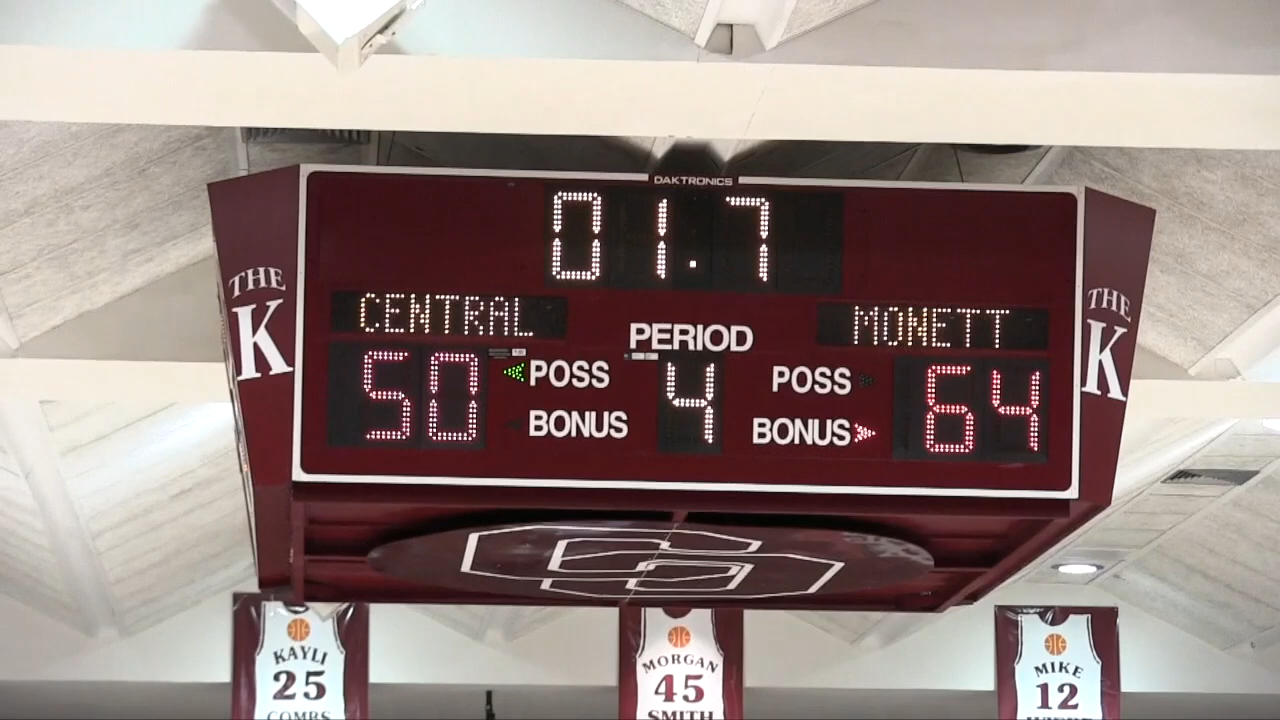 DAKTRONICS
01.7
THE
K
CENTRAL
PERIOD
MONETT
THE
K
50
POSS
4
POSS
64
BONUS
BONUS
KAYLI
25
COMBS
MORGAN
45
SMITH
MIKE
12